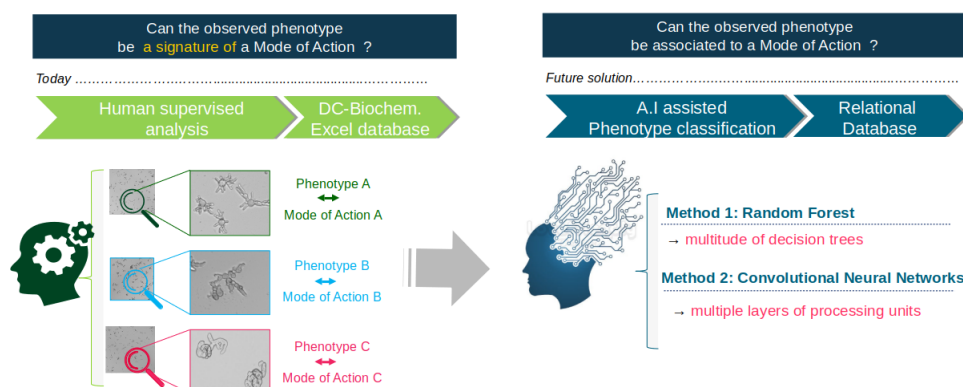 Can the observed phenotype
be a signature of a Mode of Action ?
Today ……………………………………………………
Human supervised
analysis
DC-Biochem.
Excel database
Phenotype A
Mode of Action A
Phenotype B
Mode of Action B
Phenotype C
Mode of Action C
Can the observed phenotype
be associated to a Mode of Action ?
Future solution……………………………………………………
A.I assisted
Phenotype classification
Relational
Database
Method 1: Random Forest
→ multitude of decision trees
Method 2: Convolutional Neural Networks
→ multiple layers of processing units